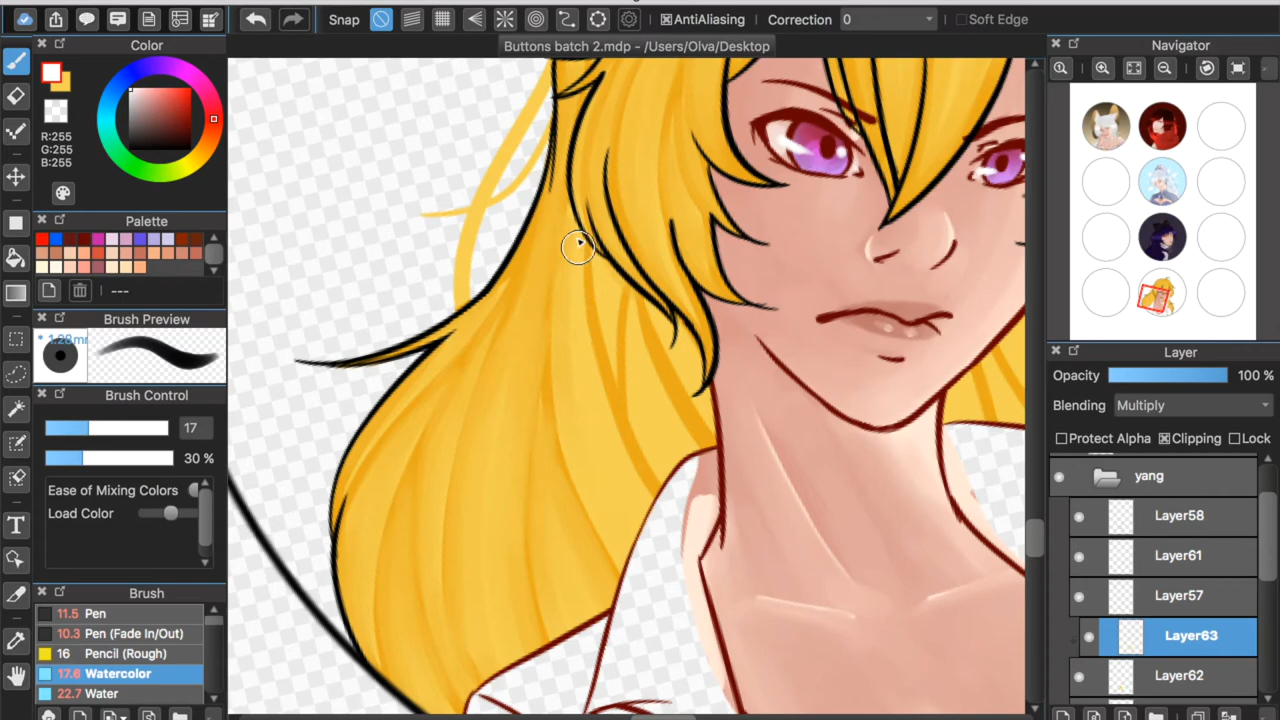 Snap AntiAliasing Correction 0 Soft Edge
Buttons batch 2.mdp - /Users/Olva/Desktop
Color
R:255
G:255
B:255
Palette
---
Brush Preview
* 1.28mm
Brush Control
17
30 %
Ease of Mixing Colors
Load Color
Brush
11.5 Pen
10.3 Pen (Fade In/Out)
16 Pencil (Rough)
17.6 Watercolor
22.7 Water
T
Navigator
Layer
Opacity 100 %
Blending Multiply
Protect Alpha Clipping Lock
yang
Layer58
Layer61
Layer57
Layer63
Layer62